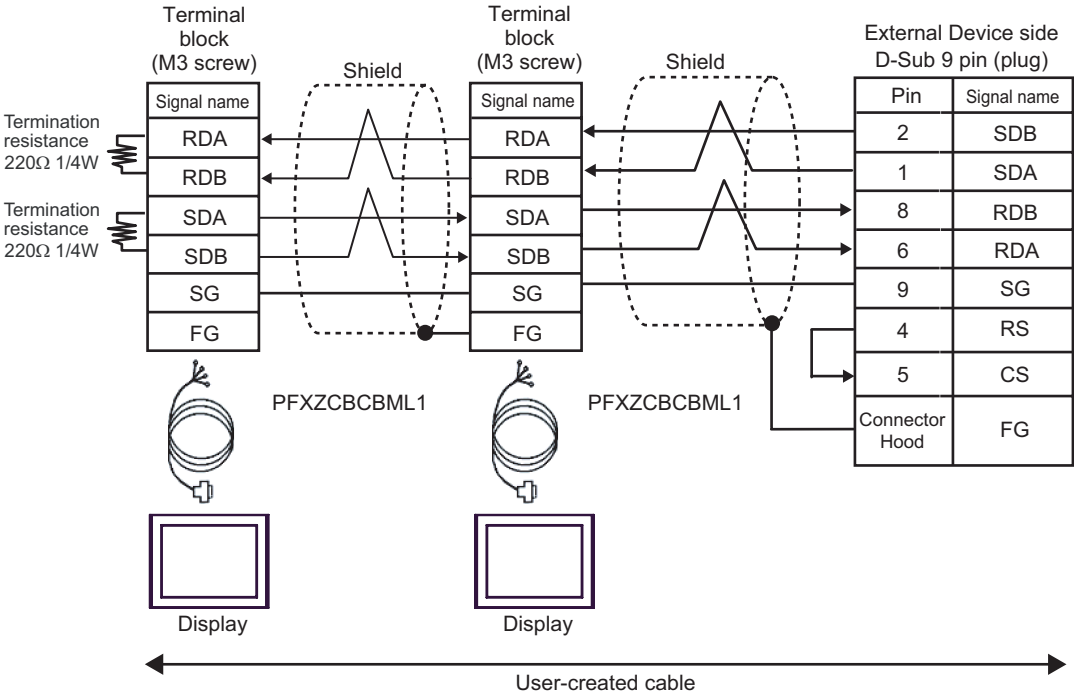 Terminal
block
(M3 screw)
Terminal
block
(M3 screw)
External Device side
D-Sub 9 pin (plug)
Shield
Shield
Termination
resistance
220Ω 1/4W
Termination
resistance
220Ω 1/4W
Signal name
RDA
RDB
SDA
SDB
SG
FG
Signal name
RDA
RDB
SDA
SDB
SG
FG
Pin Signal name
2 SDB
1 SDA
8 RDB
6 RDA
9 SG
4 RS
5 CS
Connector
Hood
FG
PFXZCBCBML1
PFXZCBCBML1
Display
Display
User-created cable